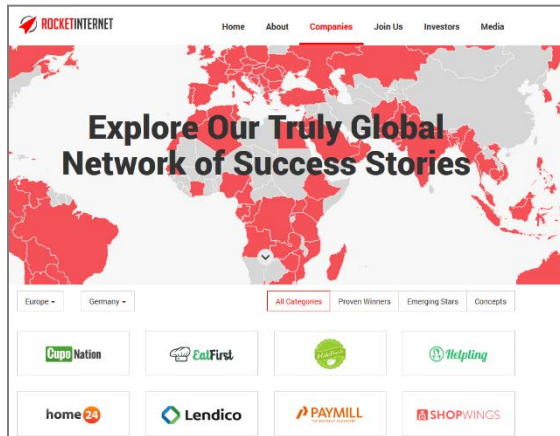 ROCKETINTERNET
Home About Companies Join Us Investors Media
Explore Our Truly Global
Network of Success Stories
Europe Germany All Categories Proven Winners Emerging Stars Concepts
CupoNation EatFirst Helpling
home24 Lendico PAYMILL SHOPWINGS